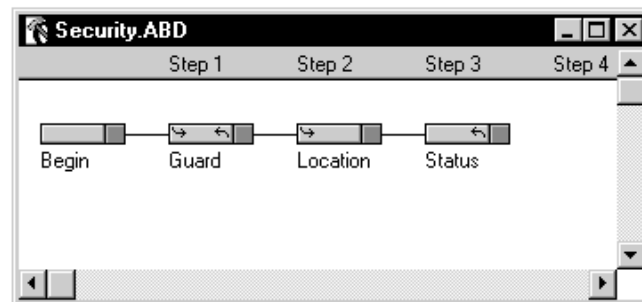 Security.ABD
Step 1 Step 2 Step 3 Step 4
Begin Guard Location Status